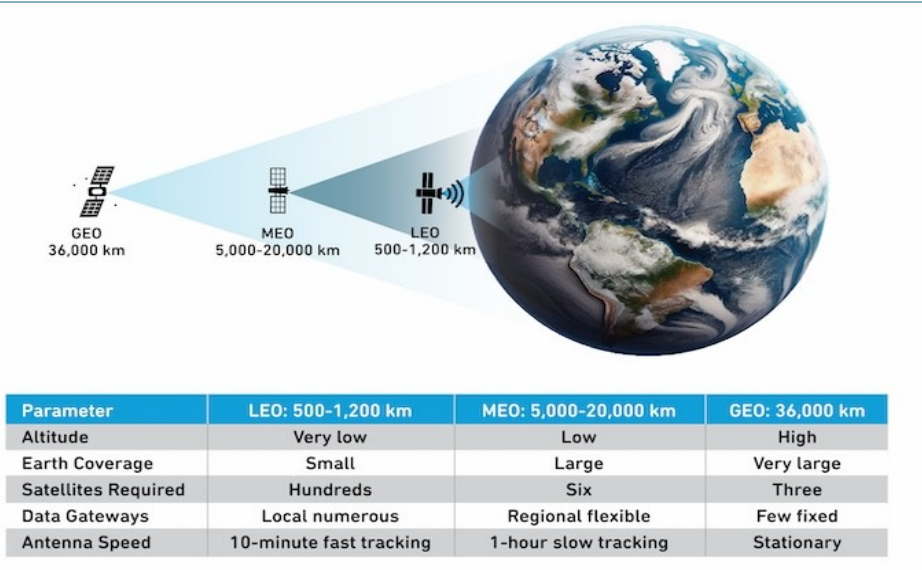 GEO
36,000 km
MEO
5,000-20,000 km
LEO
500-1,200 km
Parameter LEO: 500-1,200 km MEO: 5,000-20,000 km GEO: 36,000 km
Altitude Very low Low High
Earth Coverage Small Large Very large
Satellites Required Hundreds Six Three
Data Gateways Local numerous Regional flexible Few fixed
Antenna Speed 10-minute fast tracking 1-hour slow tracking Stationary